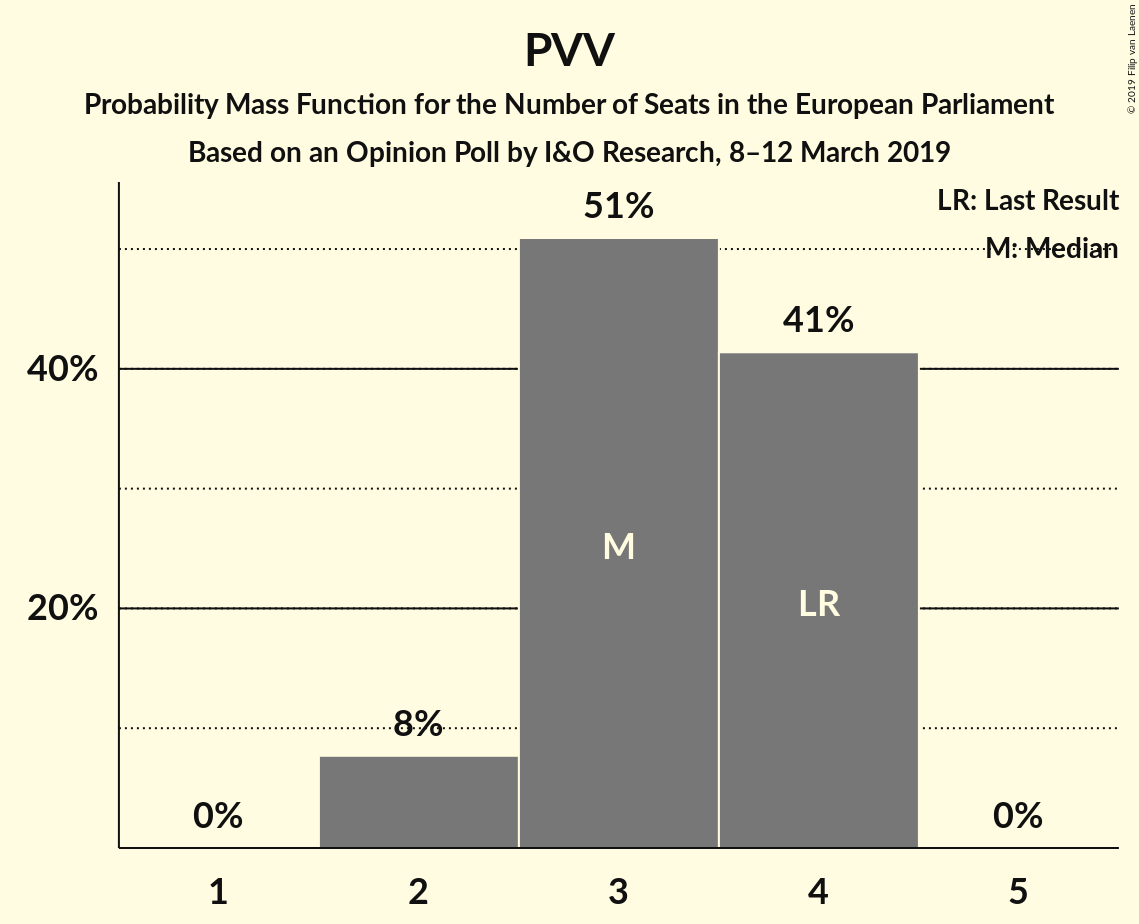 PVV
Probability Mass Function for the Number of Seats in the European Parliament
Based on an Opinion Poll by I&O Research, 8–12 March 2019
© 2019 Filip van Laenen
LR: Last Result
M: Median
51%
41%
40%
M
LR
20%
8%
0%
0%
1
2
3
4
5